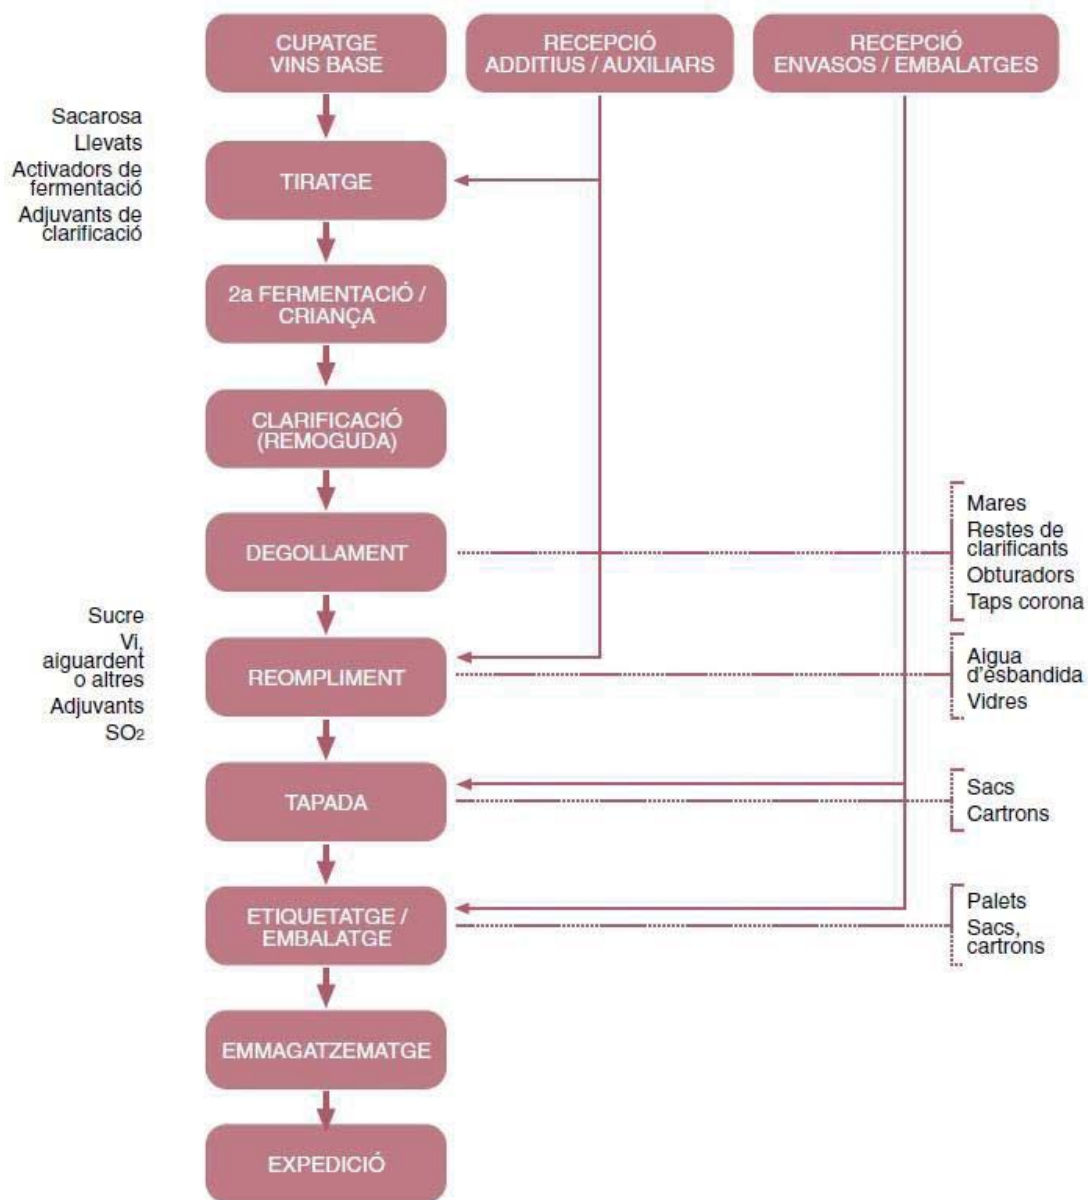 CUPATGE
VINS BASE
RECEPCIÓ
ADDITIUS / AUXILIARS
RECEPCIÓ
ENVASOS / EMBALATGES
Sacarosa
Llevats
Activadors de
fermentació
Adjuvants de
clarificació
TIRATGE
2a FERMENTACIÓ /
CRIANÇA
CLARIFICACIÓ
(REMOGUDA)
DEGOLLAMENT
Mares
Restes de
clarificants
Obturadors
Taps corona
Sucre
Vi,
aiguardent
o altres
Adjuvants
SO2
REOMPLIMENT
Aigua
d'esbandida
Vidres
TAPADA
Sacs
Cartrons
ETIQUETATGE /
EMBALATGE
Palets
Sacs,
cartrons
EMMAGATZEMATGE
EXPEDICIÓ